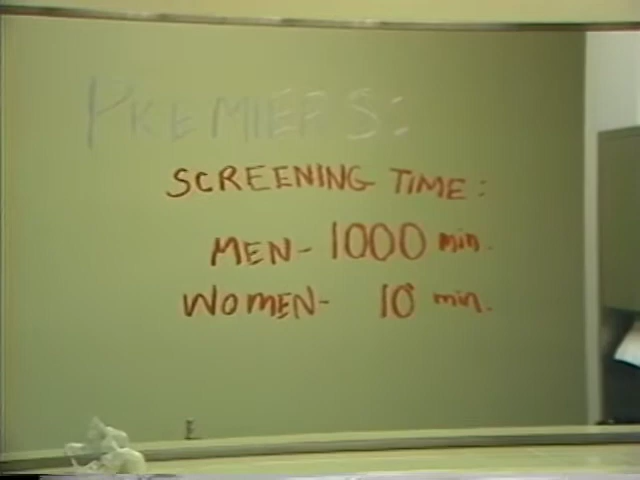 PREMIERS:
SCREENING TIME:
MEN- 1000 min.
WOMEN- 10 min.